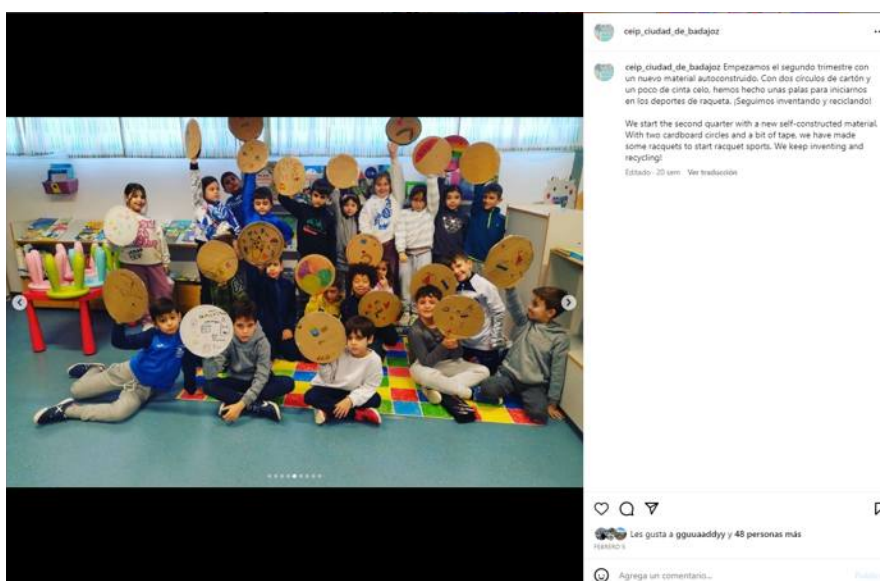 ceip_ciudad_de_badajoz
ceip_ciudad_de_badajoz Empezamos el segundo trimestre con
un nuevo material autoconstruido. Con dos círculos de cartón y
un poco de cinta celo, hemos hecho unas palas para iniciarnos
en los deportes de raqueta. ¡Seguimos inventando y reciclando!
We start the second quarter with a new self-constructed material.
With two cardboard circles and a bit of tape, we have made
some racquets to start racquet sports. We keep inventing and
recycling!
Editado · 20 sem Ver traducción
Les gusta a gguuaaddyy y 48 personas más
FEBRERO 9
Agrega un comentario...